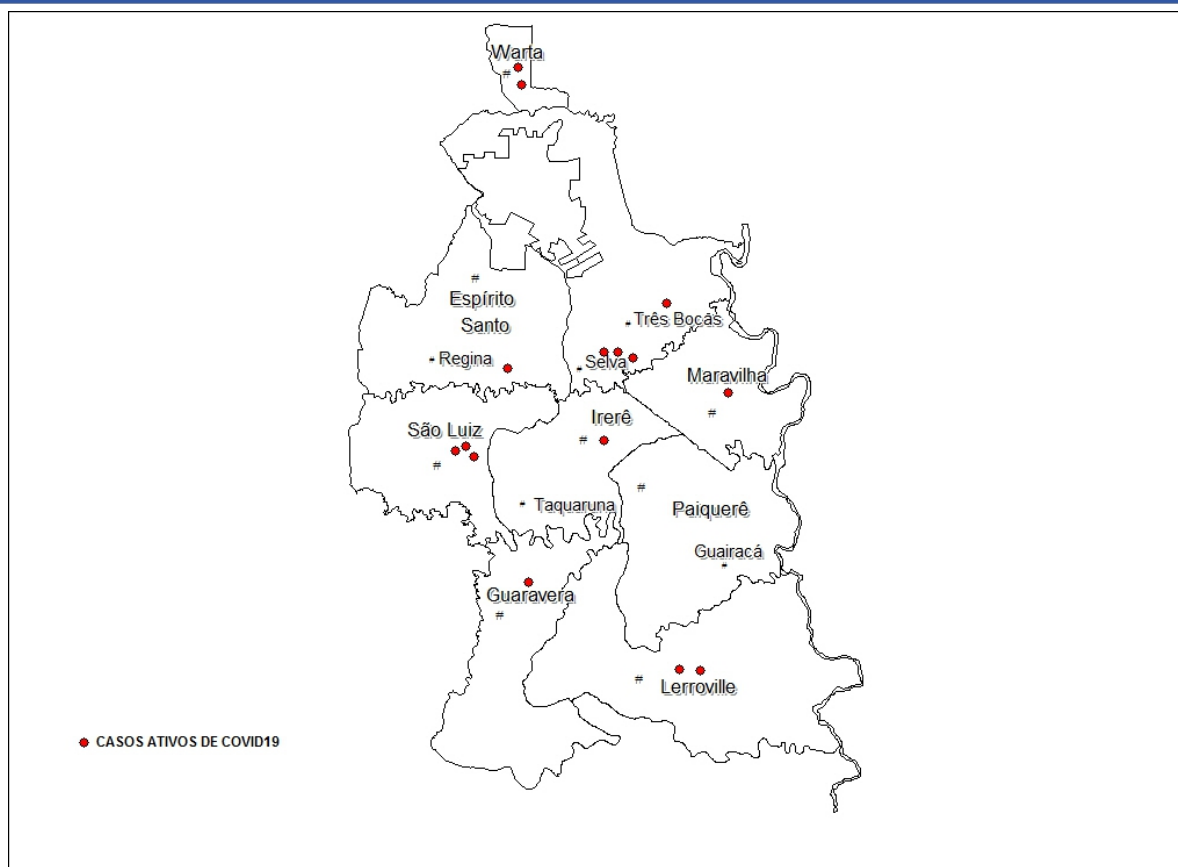 Warta
#
#
Espírito
Santo
Três Bocas
Regina
Selva
Maravilha
#
Irerê
#
São Luiz
#
#
Taquaruna
Paiquerê
Guairacá
Guaravera
#
#
Lerroville
CASOS ATIVOS DE COVID19